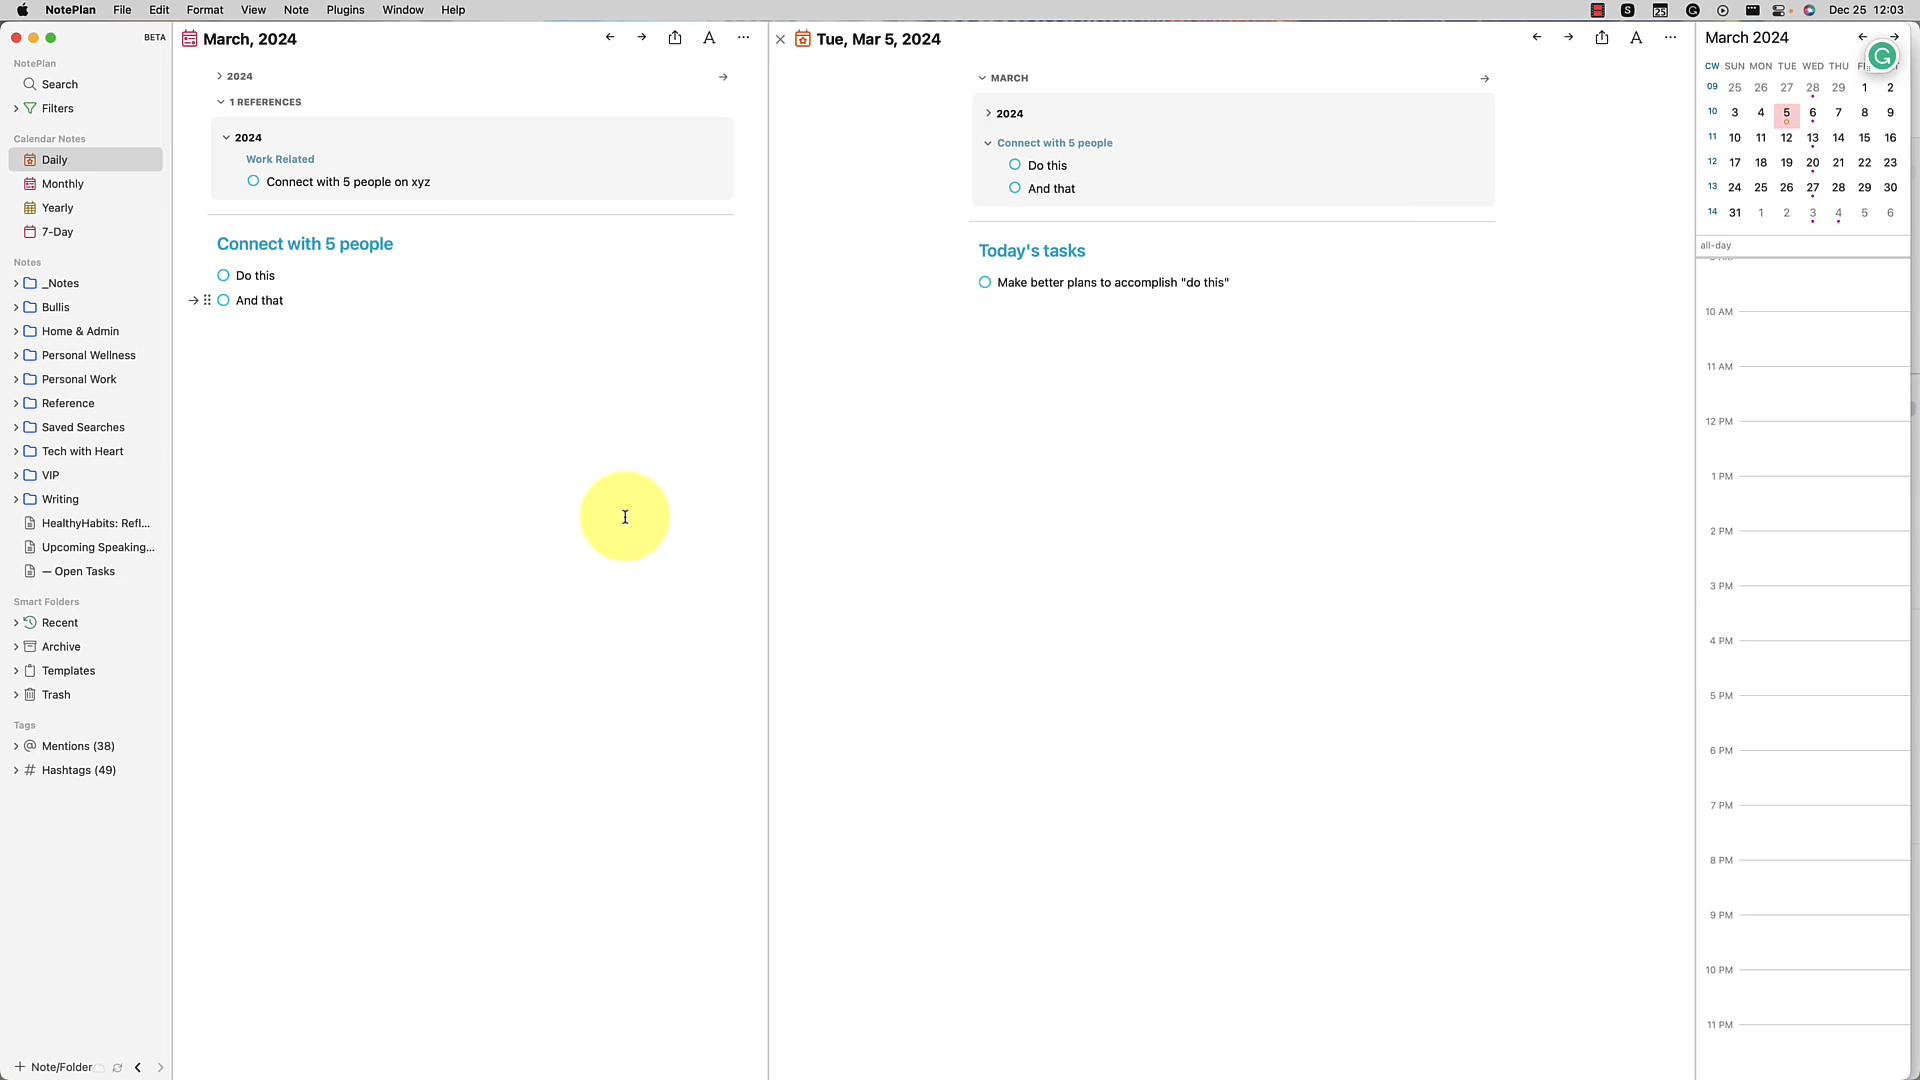 NotePlan File Edit Format View Note Plugins Window Help
S 25 G Dec 25 12:03
BETA
NotePlan
Search
Filters
Calendar Notes
Daily
Monthly
Yearly
7-Day
Notes
_Notes
Bullis
Home & Admin
Personal Wellness
Personal Work
Reference
Saved Searches
Tech with Heart
VIP
Writing
HealthyHabits: Refl...
Upcoming Speaking...
— Open Tasks
Smart Folders
Recent
Archive
Templates
Trash
Tags
@ Mentions (38)
# Hashtags (49)
+ Note/Folder
March, 2024
A
2024
1 REFERENCES
2024
Work Related
Connect with 5 people on xyz
Connect with 5 people
Do this
And that
Tue, Mar 5, 2024
A
MARCH
2024
Connect with 5 people
Do this
And that
Today's tasks
Make better plans to accomplish "do this"
March 2024
G
CW SUN MON TUE WED THU
09 25 26 27 28 29 1 2
10 3 4 5 6 7 8 9
11 10 11 12 13 14 15 16
12 17 18 19 20 21 22 23
13 24 25 26 27 28 29 30
14 31 1 2 3 4 5 6
all-day
10 AM
11 AM
12 PM
1 PM
2 PM
3 PM
4 PM
5 PM
6 PM
7 PM
8 PM
9 PM
10 PM
11 PM